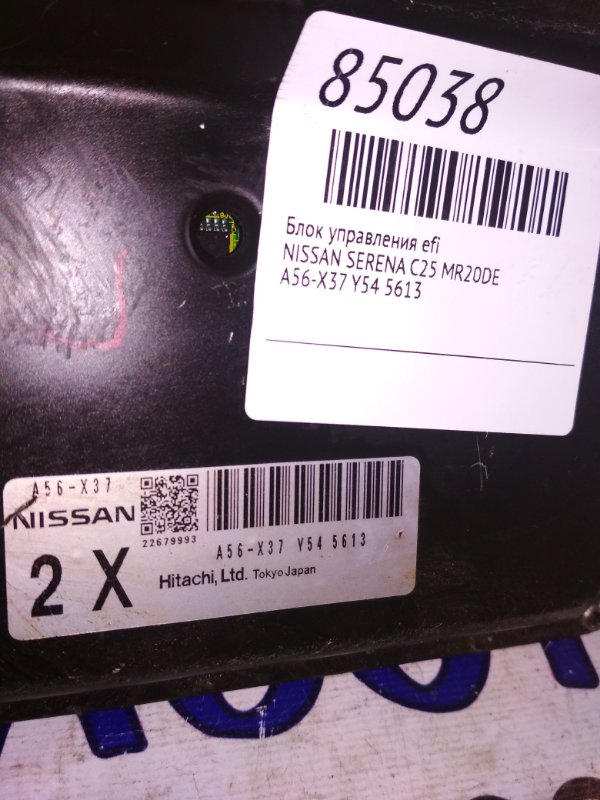 85038
Блок управления efi
NISSAN SERENA C25 MR20DE
A56-X37 Y54 5613
A56-X37
NISSAN
22679993
A56-X37 Y54 5613
2 X
Hitachi, Ltd. Tokyo Japan